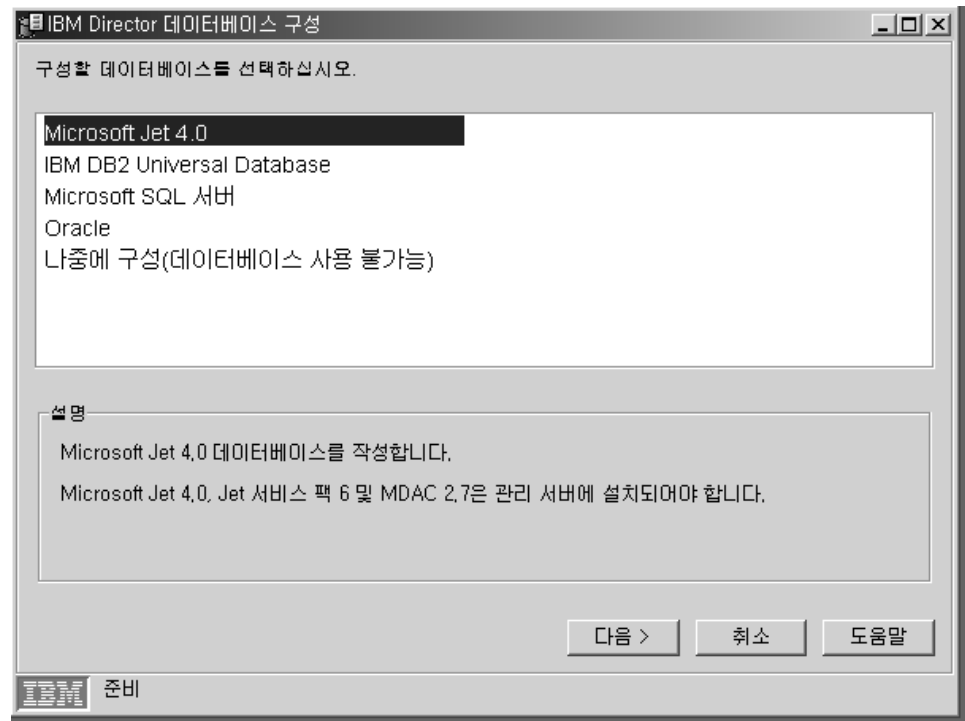 IBM Director 데이터베이스 구성
구성할 데이터베이스를 선택하십시오.
Microsoft Jet 4.0
IBM DB2 Universal Database
Microsoft SQL 서버
Oracle
나중에 구성(데이터베이스 사용 불가능)
설명
Microsoft Jet 4.0 데이터베이스를 작성합니다.
Microsoft Jet 4.0, Jet 서비스 팩 6 및 MDAC 2.7은 관리 서버에 설치되어야 합니다.
다음 > 취소 도움말
IBM 준비